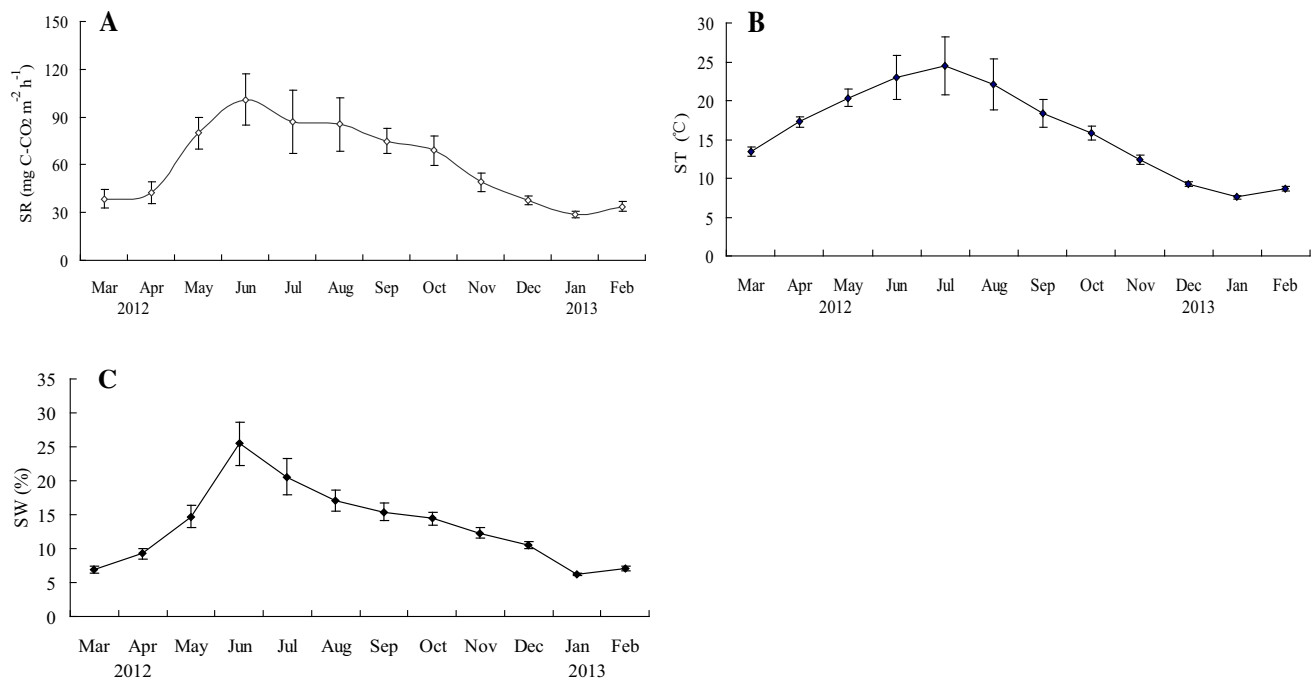 A
SR (mg C-CO2 m-2 h-1)
150
120
90
60
30
0
Mar Apr May Jun Jul Aug Sep Oct Nov Dec Jan Feb
2012 2013
B
ST (℃)
30
25
20
15
10
5
0
Mar Apr May Jun Jul Aug Sep Oct Nov Dec Jan Feb
2012 2013
C
SW (%)
35
30
25
20
15
10
5
0
Mar Apr May Jun Jul Aug Sep Oct Nov Dec Jan Feb
2012 2013